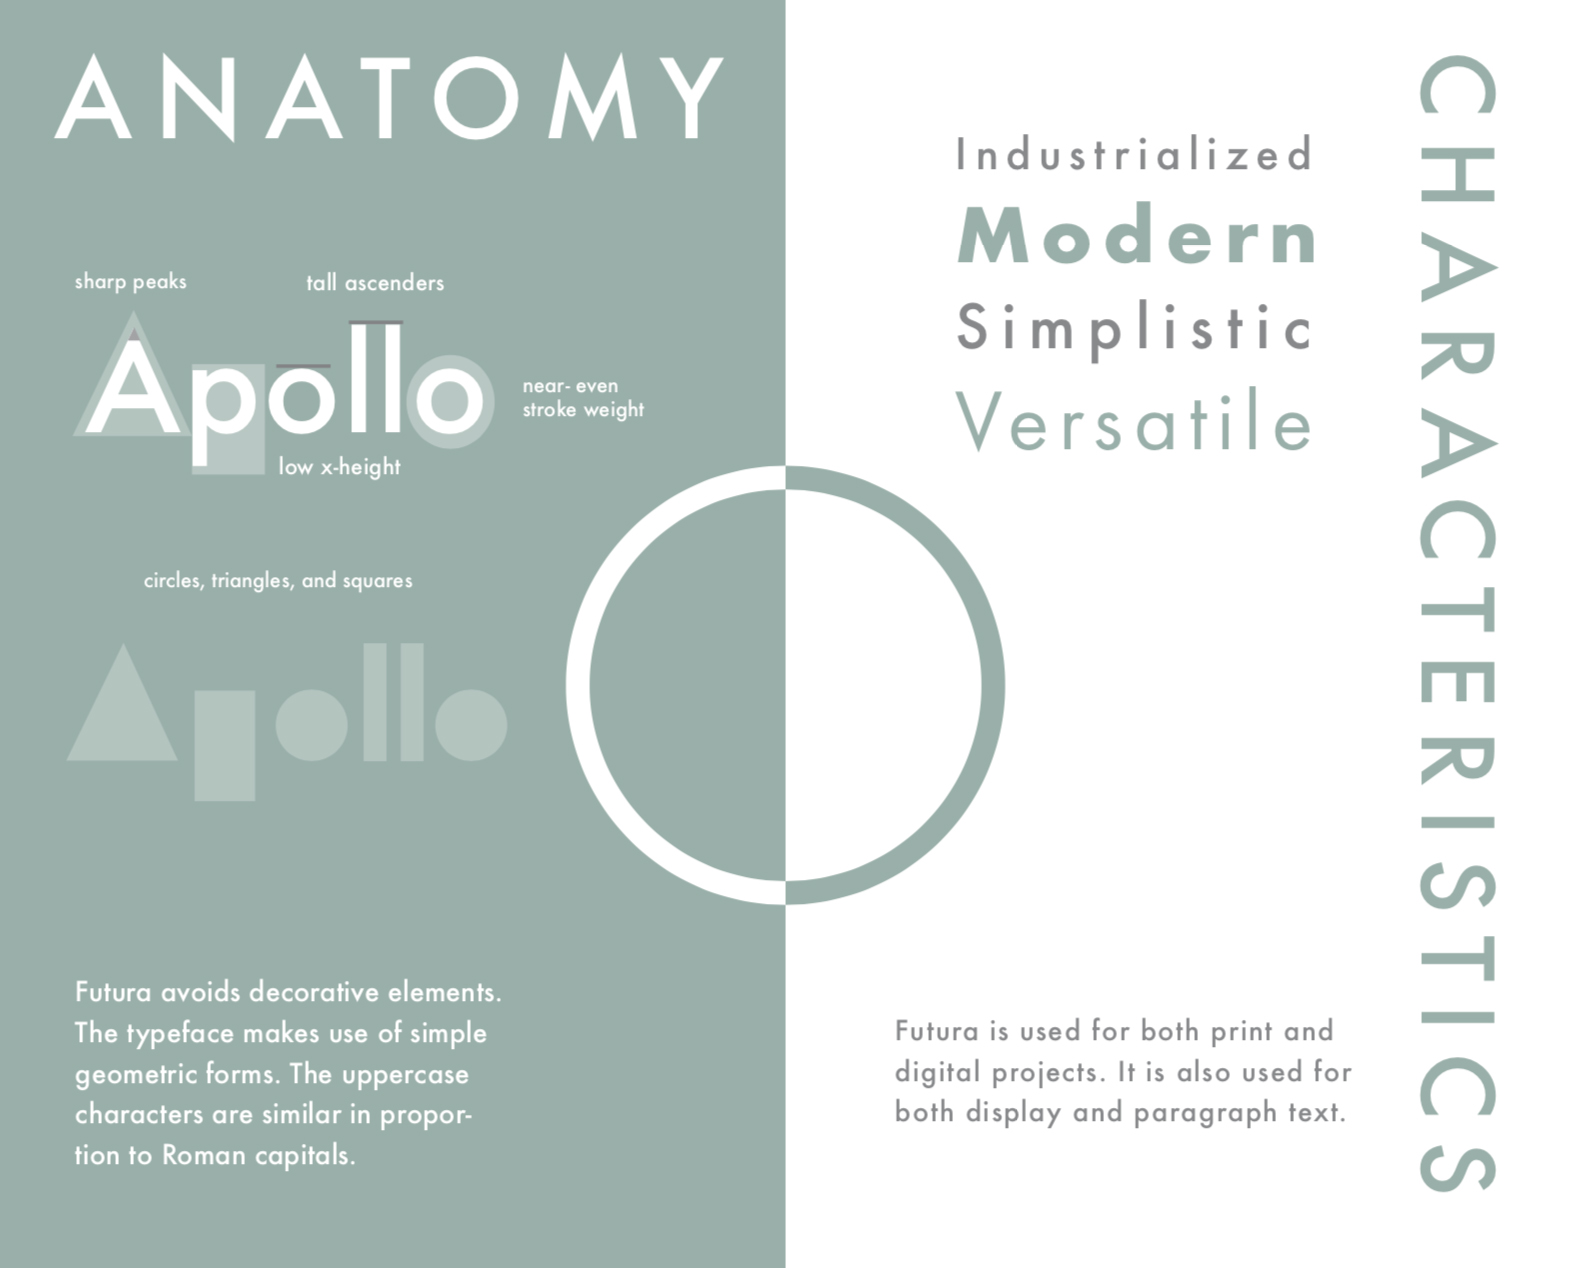 ANATOMY
sharp peaks
tall ascenders
Apollo
near- even
stroke weight
low x-height
circles, triangles, and squares
Futura avoids decorative elements.
The typeface makes use of simple
geometric forms. The uppercase
characters are similar in propor-
tion to Roman capitals.
Industrialized
Modern
Simplistic
Versatile
CHARACTERISTICS
Futura is used for both print and
digital projects. It is also used for
both display and paragraph text.